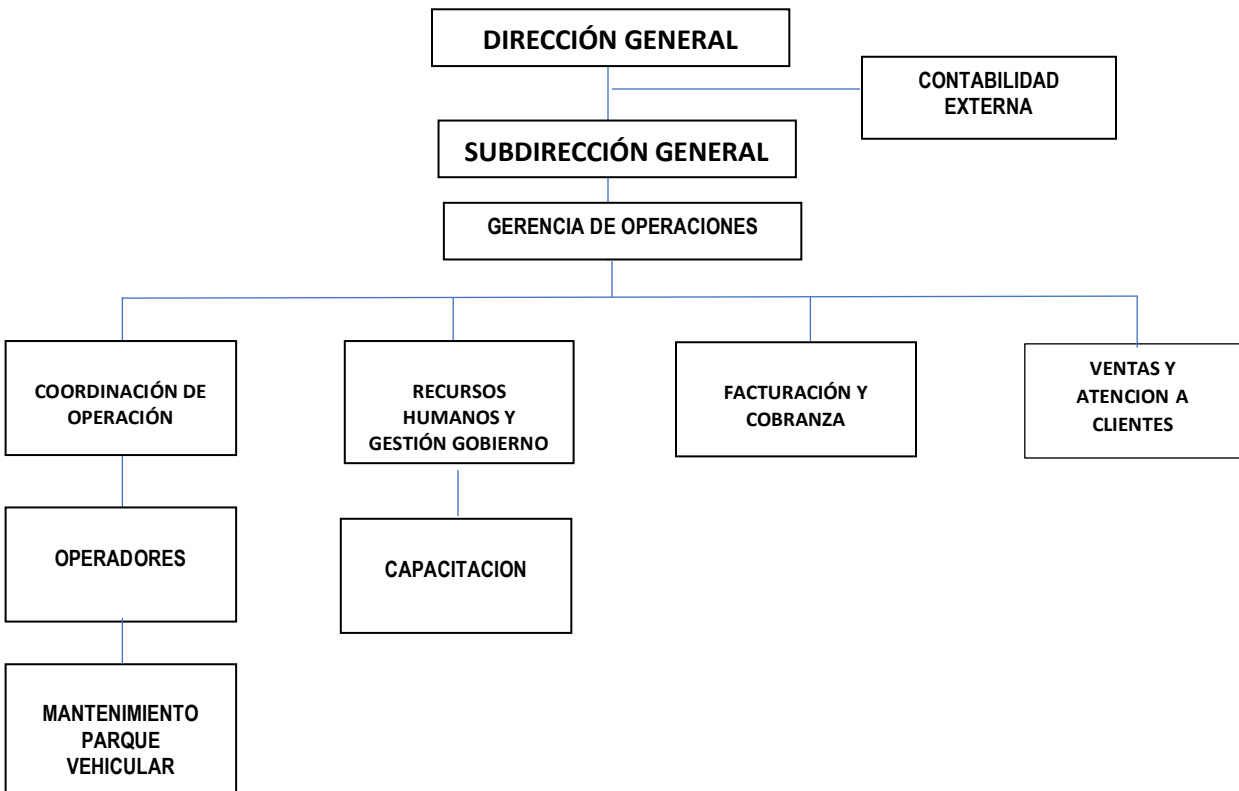 DIRECCIÓN GENERAL
CONTABILIDAD
EXTERNA
SUBDIRECCIÓN GENERAL
GERENCIA DE OPERACIONES
COORDINACIÓN DE
OPERACIÓN
RECURSOS
HUMANOS Y
GESTIÓN GOBIERNO
FACTURACIÓN Y
COBRANZA
VENTAS Y
ATENCION A
CLIENTES
OPERADORES
CAPACITACION
MANTENIMIENTO
PARQUE
VEHICULAR